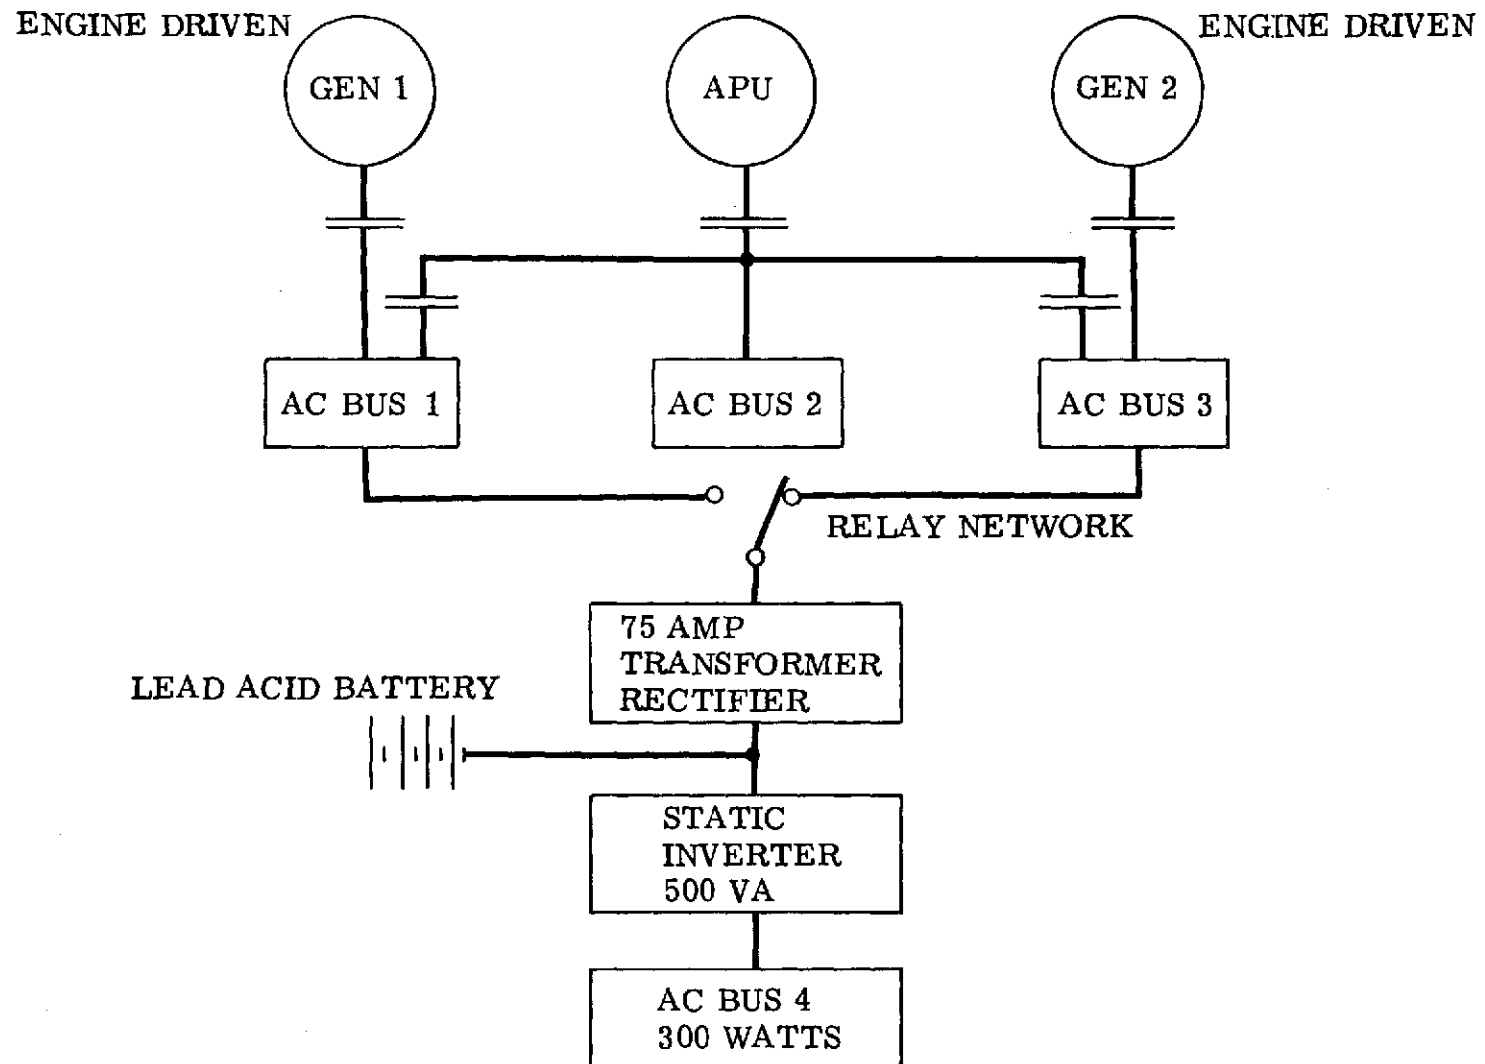 ENGINE DRIVEN
GEN 1
APU
GEN 2
ENGINE DRIVEN
AC BUS 1
AC BUS 2
AC BUS 3
RELAY NETWORK
75 AMP
TRANSFORMER
RECTIFIER
LEAD ACID BATTERY
STATIC
INVERTER
500 VA
AC BUS 4
300 WATTS